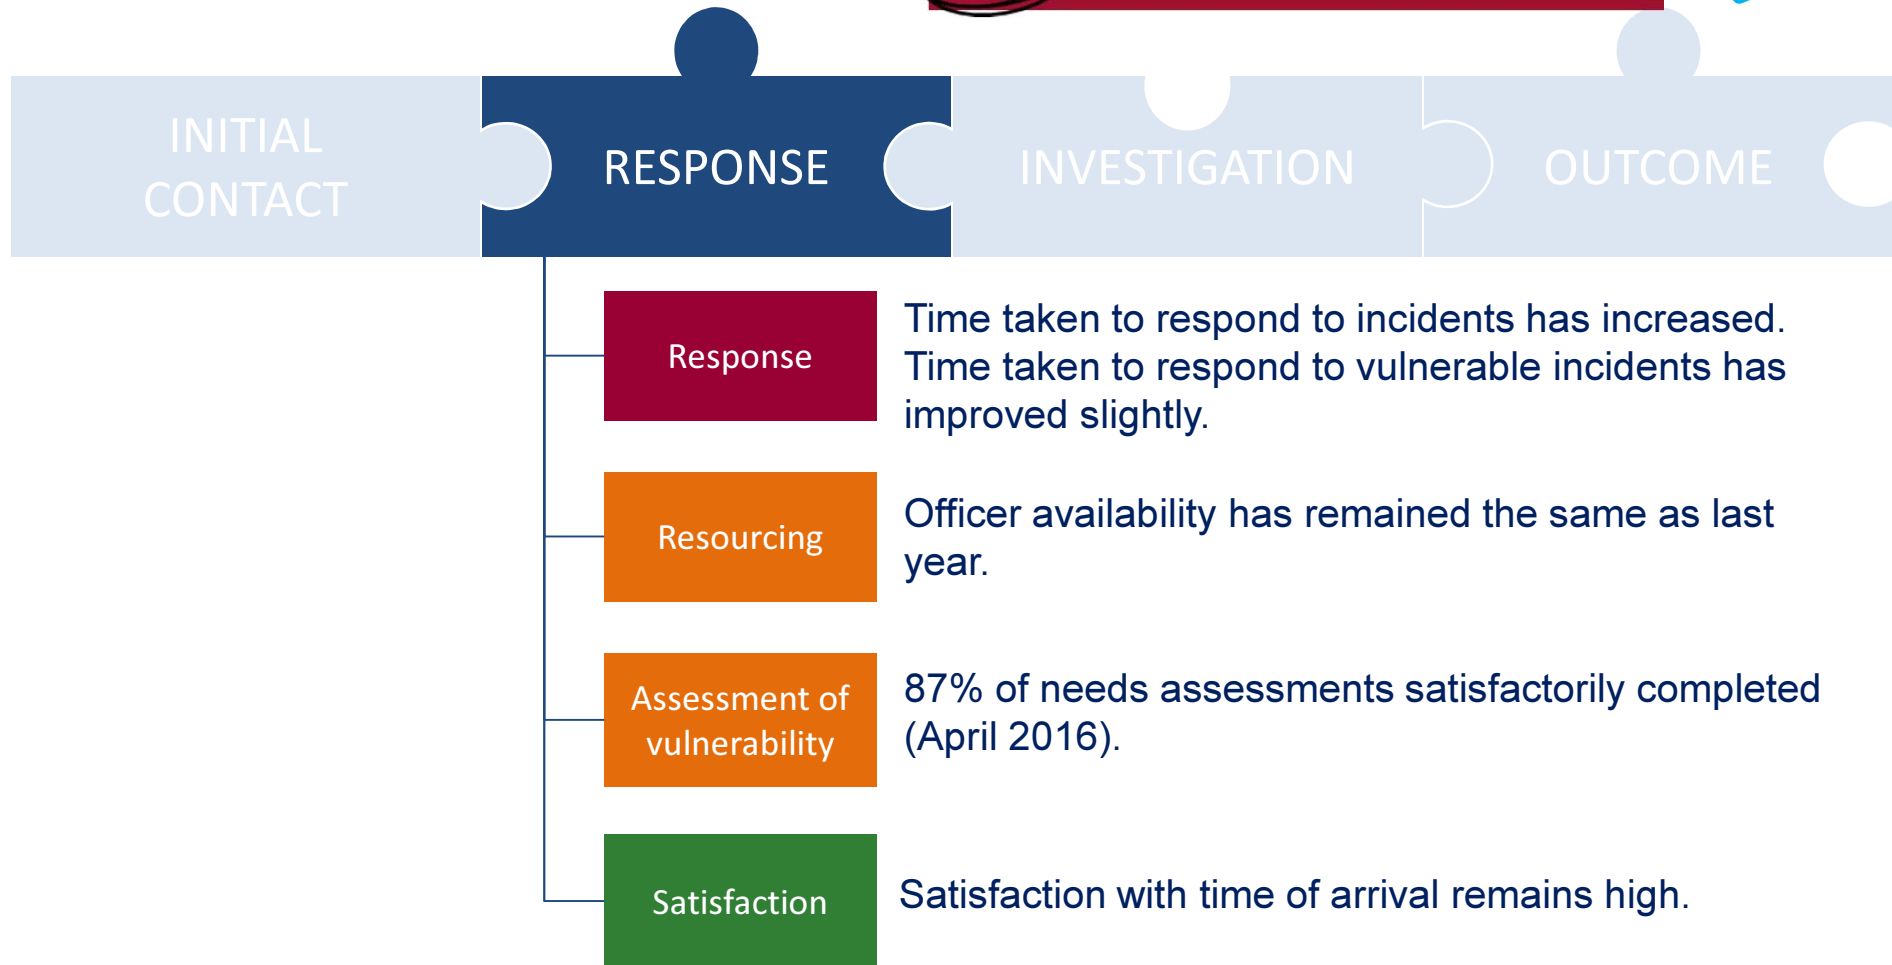 INITIAL
CONTACT
RESPONSE
INVESTIGATION
OUTCOME
Response
Time taken to respond to incidents has increased.
Time taken to respond to vulnerable incidents has
improved slightly.
Resourcing
Officer availability has remained the same as last
year.
Assessment of
vulnerability
87% of needs assessments satisfactorily completed
(April 2016).
Satisfaction
Satisfaction with time of arrival remains high.